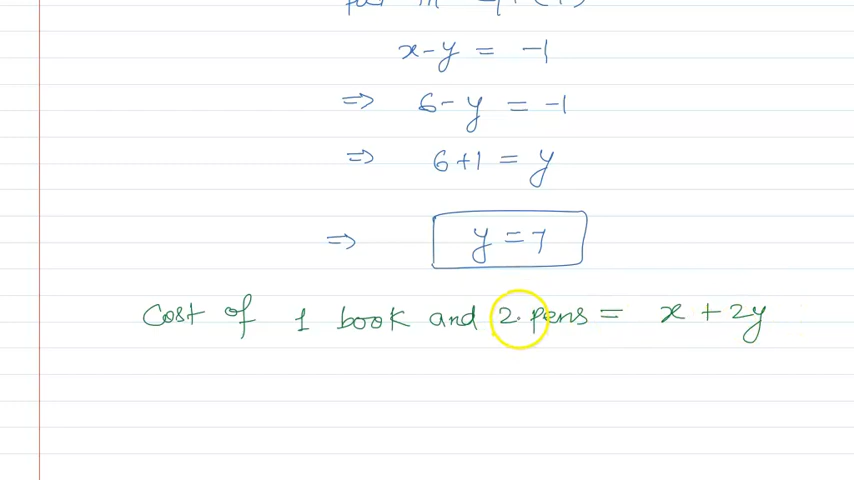 x - y = -1
⇒ 6 - y = -1
⇒ 6 + 1 = y
⇒ y = 7
Cost of 1 book and 2 pens = x + 2y